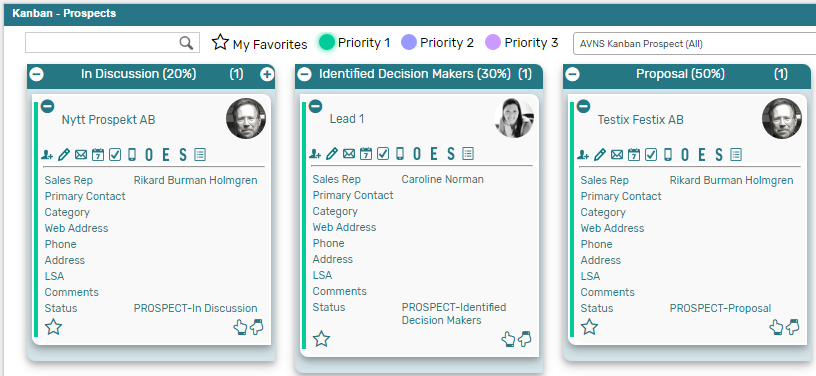 Kanban - Prospects
My Favorites Priority 1 Priority 2 Priority 3 AVNS Kanban Prospect (All)
In Discussion (20%) (1)
Nytt Prospekt AB
7 O E S
Sales Rep Rikard Burman Holmgren
Primary Contact
Category
Web Address
Phone
Address
LSA
Comments
Status PROSPECT-In Discussion
Identified Decision Makers (30%) (1)
Lead 1
7 O E S
Sales Rep Caroline Norman
Primary Contact
Category
Web Address
Phone
Address
LSA
Comments
Status PROSPECT-Identified
Decision Makers
Proposal (50%) (1)
Testix Festix AB
7 O E S
Sales Rep Rikard Burman Holmgren
Primary Contact
Category
Web Address
Phone
Address
LSA
Comments
Status PROSPECT-Proposal